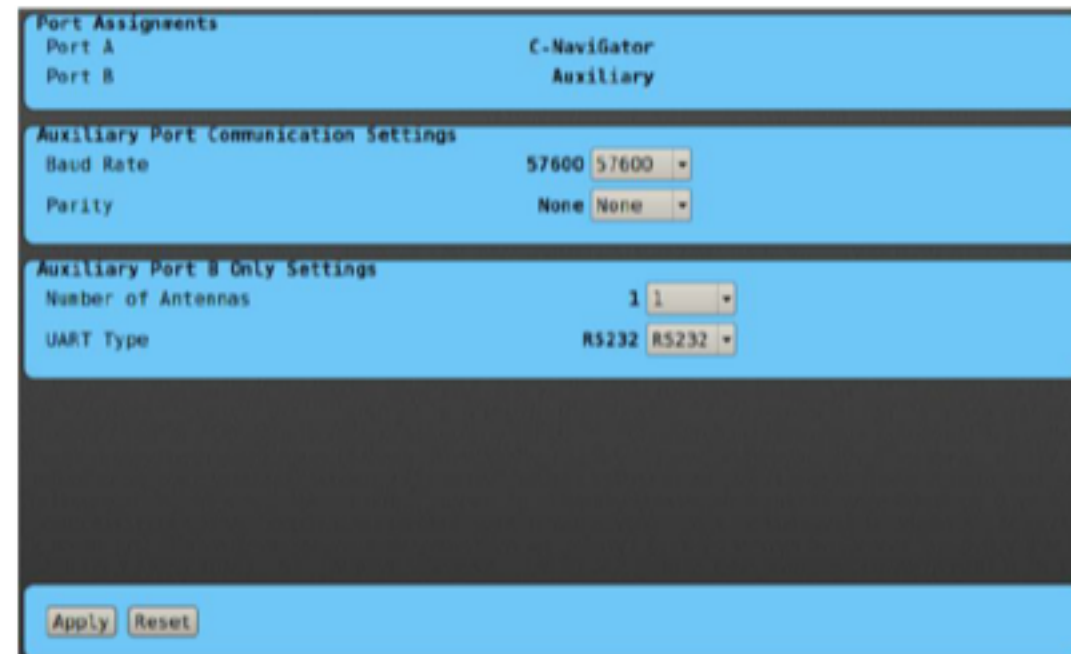 Port Assignments
Port A C-NaviGator
Port B Auxiliary
Auxiliary Port Communication Settings
Baud Rate 57600 57600
Parity None None
Auxiliary Port B Only Settings
Number of Antennas 1 1
UART Type RS232 RS232
Apply Reset